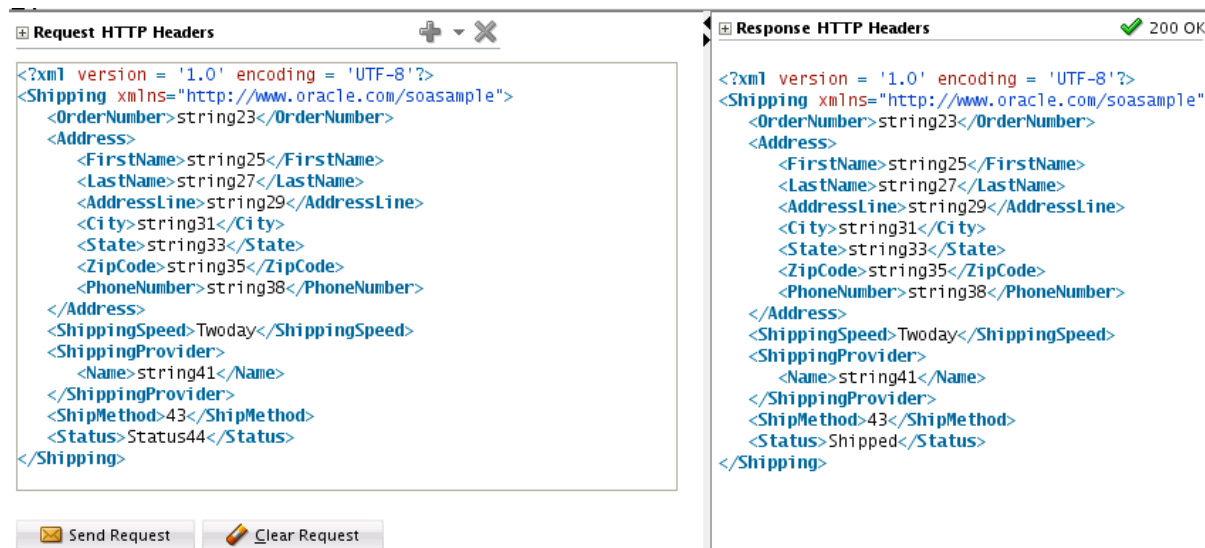 Request HTTP Headers
<?xml version = '1.0' encoding = 'UTF-8'?>
<Shipping xmlns="http://www.oracle.com/soasample">
<OrderNumber>string23</OrderNumber>
<Address>
<FirstName>string25</FirstName>
<LastName>string27</LastName>
<AddressLine>string29</AddressLine>
<City>string31</City>
<State>string33</State>
<ZipCode>string35</ZipCode>
<PhoneNumber>string38</PhoneNumber>
</Address>
<ShippingSpeed>Twoday</ShippingSpeed>
<ShippingProvider>
<Name>string41</Name>
</ShippingProvider>
<ShipMethod>43</ShipMethod>
<Status>Status44</Status>
</Shipping>
Send Request
Clear Request
Response HTTP Headers
200 OK
<?xml version = '1.0' encoding = 'UTF-8'?>
<Shipping xmlns="http://www.oracle.com/soasample"
<OrderNumber>string23</OrderNumber>
<Address>
<FirstName>string25</FirstName>
<LastName>string27</LastName>
<AddressLine>string29</AddressLine>
<City>string31</City>
<State>string33</State>
<ZipCode>string35</ZipCode>
<PhoneNumber>string38</PhoneNumber>
</Address>
<ShippingSpeed>Twoday</ShippingSpeed>
<ShippingProvider>
<Name>string41</Name>
</ShippingProvider>
<ShipMethod>43</ShipMethod>
<Status>Shipped</Status>
</Shipping>